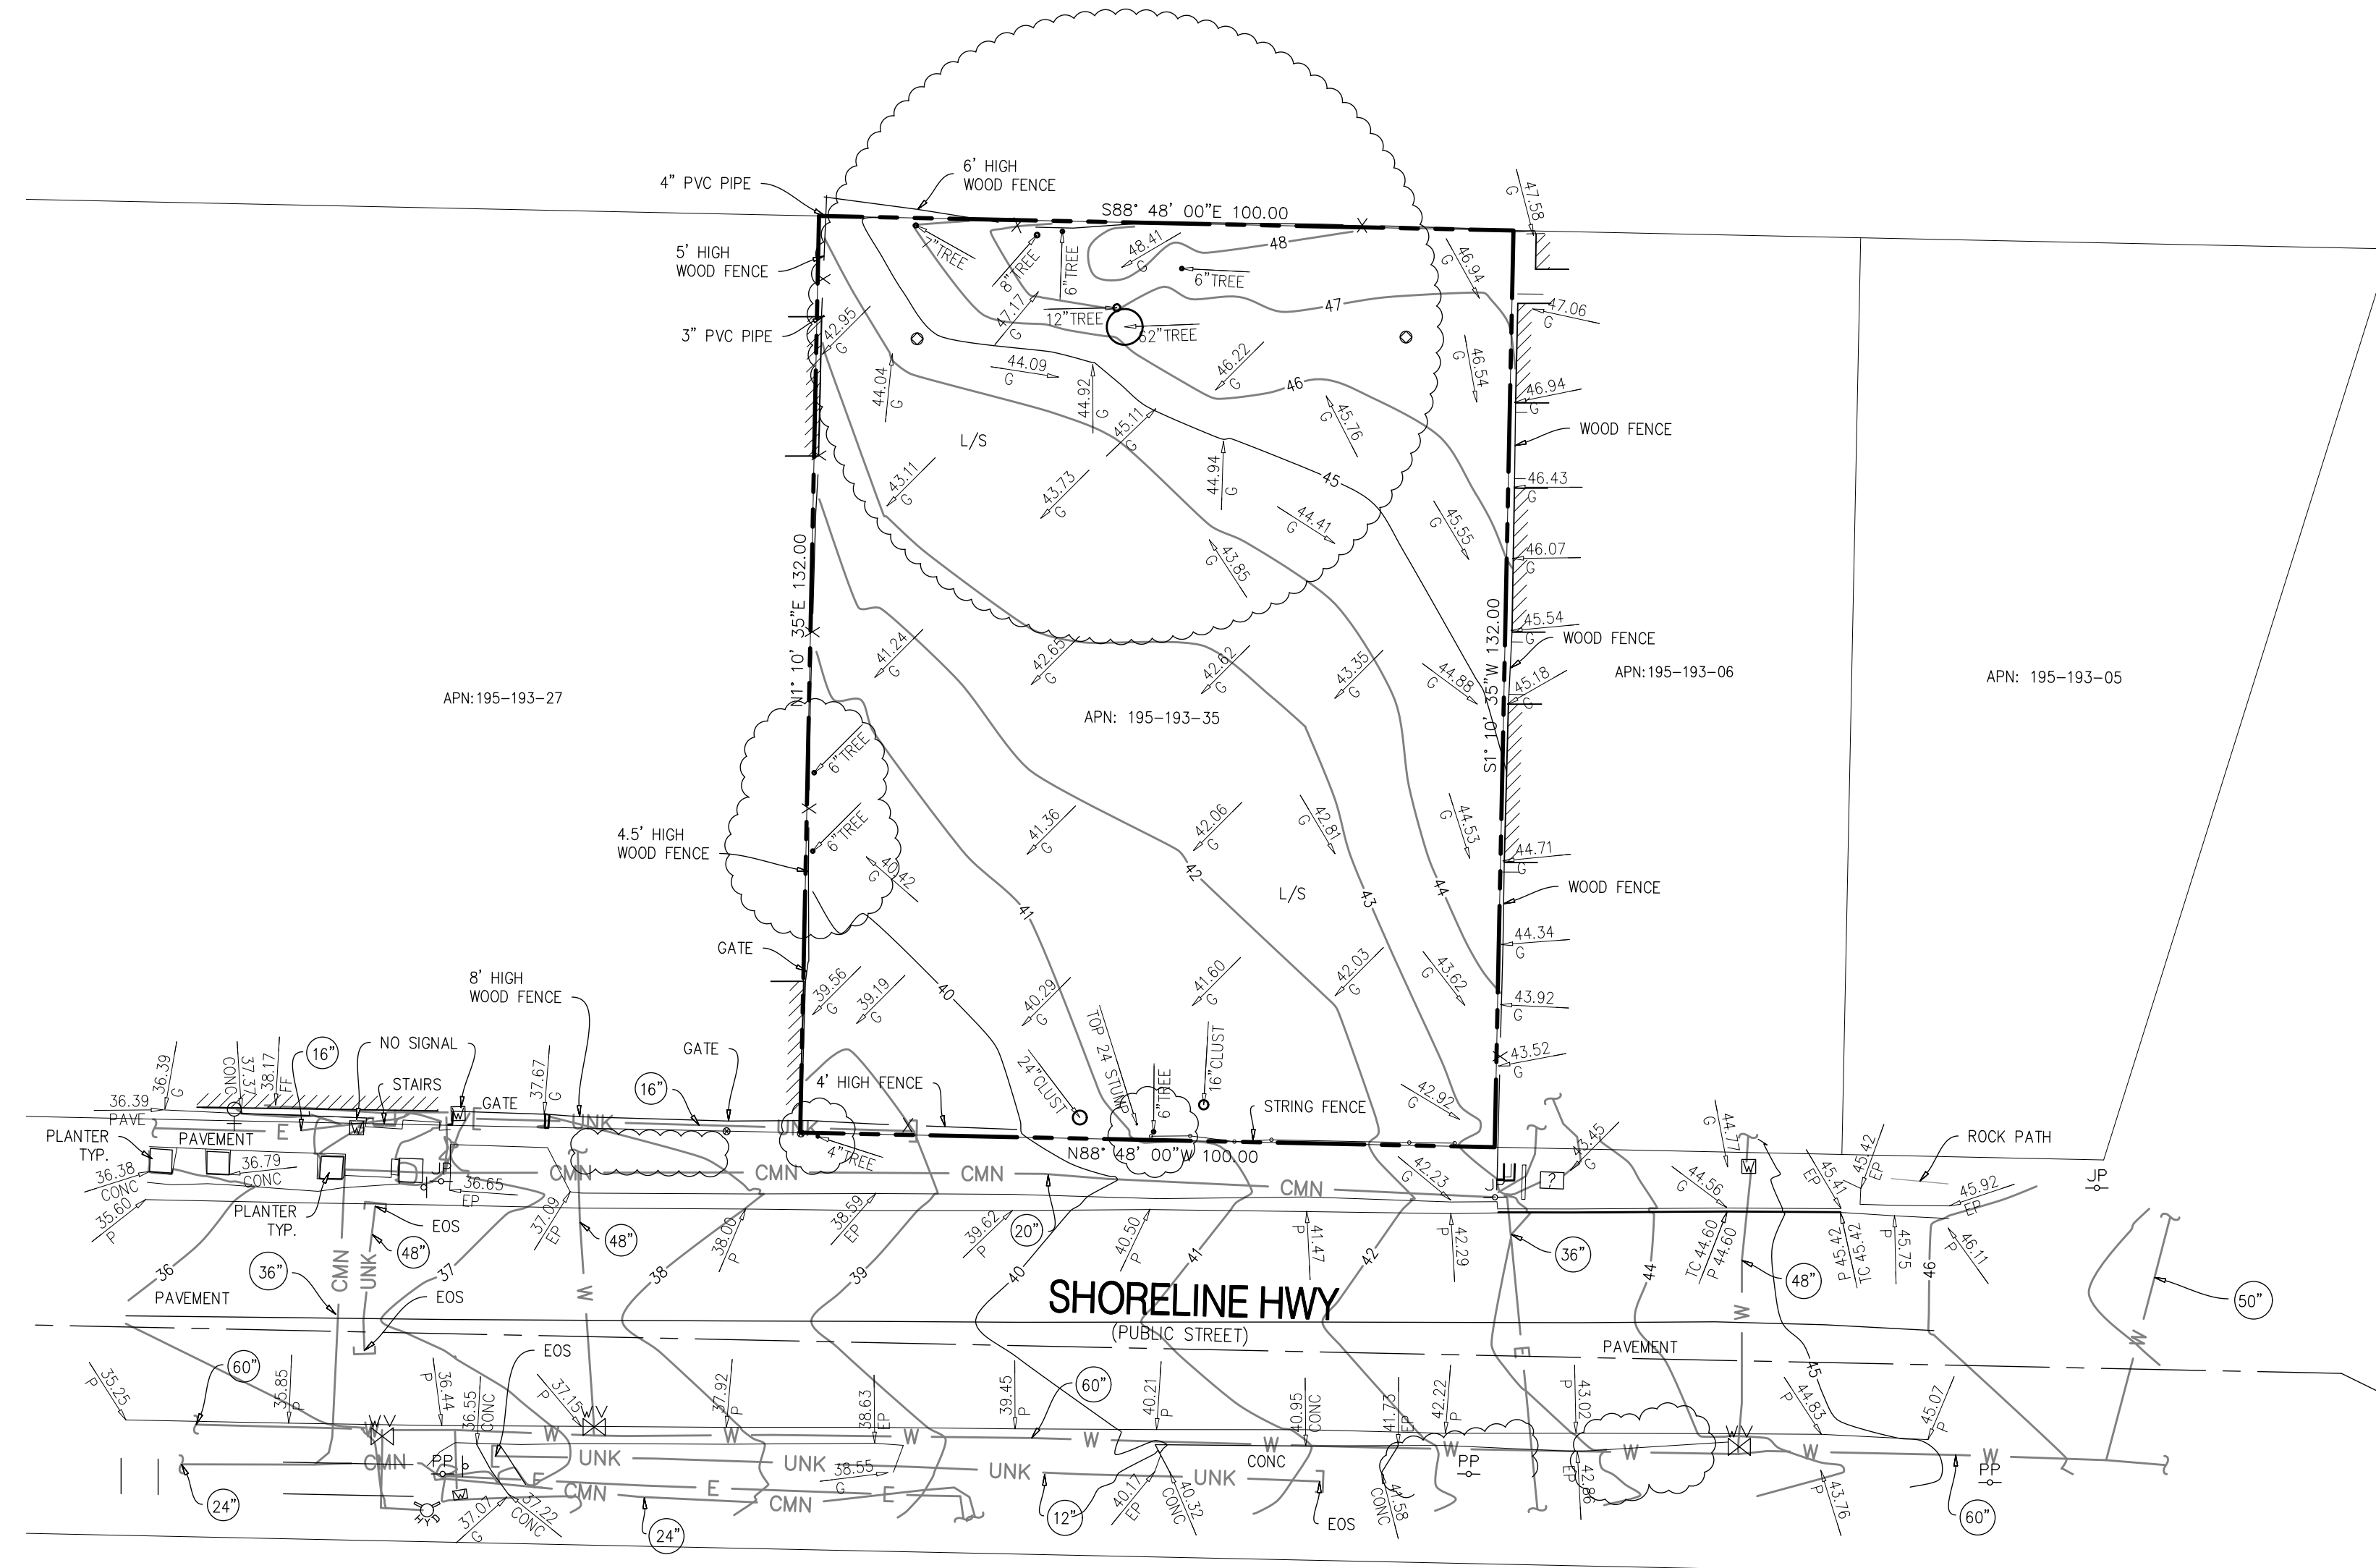 6' HIGH
WOOD FENCE
4" PVC PIPE
S88° 48' 00"E 100.00
47.58
G
5' HIGH
WOOD FENCE
7"TREE
8"TREE
6"TREE
48.41
G
48
46.94
G
6"TREE
47
47.06
G
3" PVC PIPE
42.95
G
47.17
G
12"TREE
62"TREE
46.22
G
46.54
G
44.04
G
44.09
G
44.92
G
46
45.76
G
46.94
G
WOOD FENCE
45.11
G
L/S
43.11
G
43.73
G
44.94
G
45
46.43
G
44.41
G
45.55
G
43.85
G
46.07
G
N1° 10' 35"E 132.00
S1° 10' 35"W 132.00
45.54
G
WOOD FENCE
41.24
G
42.65
G
42.62
G
43.35
G
44.88
G
45.18
G
APN:195-193-27
APN: 195-193-35
APN:195-193-06
APN: 195-193-05
6"TREE
6"TREE
4.5' HIGH
WOOD FENCE
40.42
G
41.36
G
42.06
G
42.81
G
44.53
G
44.71
G
42
L/S
43
44
WOOD FENCE
41
44.34
G
GATE
8' HIGH
WOOD FENCE
39.56
G
39.19
G
40
40.29
G
41.60
G
42.03
G
43.62
G
43.92
G
TOP 24 STUMP
24"CLUST
6"TREE
16"CLUST
43.52
G
36.39
G
37.37
CONC
38.17
FF
16"
NO SIGNAL
STAIRS
37.67
G
GATE
16"
4' HIGH FENCE
STRING FENCE
42.92
G
36.39
PAVE
GATE
W
W
E
UNK
UNK
PLANTER
TYP.
PAVEMENT
36.79
CONC
36.38
CONC
JP
36.65
EP
CMN
CMN
CMN
CMN
4"TREE
N88° 48' 00"W 100.00
42.23
G
?
43.45
G
44.77
G
W
45.42
EP
ROCK PATH
JP
35.60
P
PLANTER
TYP.
EOS
48"
37.09
EP
48"
38.00
P
38.59
EP
39.62
P
20"
40.50
P
41.47
P
42.29
P
36"
44.56
G
45.41
EP
45.92
EP
TC 44.60
P 44.60
P 45.42
TC 45.42
45.75
P
46.11
P
36
36"
CMN
UNK
37
W
38
39
40
41
42
44
W
48"
46
50"
PAVEMENT
EOS
SHORELINE HWY
(PUBLIC STREET)
E
PAVEMENT
W
45
35.25
P
60"
35.85
P
36.44
P
36.55
CONC
EOS
37.15
P
37.92
P
38.63
EP
39.45
P
60"
40.21
P
40.95
CONC
41.73
EP
42.22
P
43.02
P
44.83
P
45.07
P
WV
WV
WV
W
W
W
W
W
W
W
W
W
W
CMN
PP
UNK
UNK
UNK
UNK
E
E
E
CMN
CMN
38.55
G
CONC
PP
PP
24"
W
37.07
G
37.22
CONC
24"
12"
40.17
EP
40.32
CONC
EOS
41.58
CONC
42.86
EP
43.76
P
60"